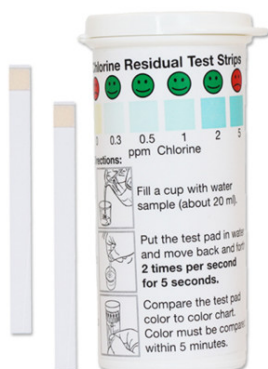 Chlorine Residual Test Strips
0 0.3 0.5 1 2 5
ppm Chlorine
Directions:
Fill a cup with water
sample (about 20 ml).
Put the test pad in water
and move back and forth
2 times per second
for 5 seconds.
Compare the test pad
color to color chart.
Color must be compared
within 5 minutes.